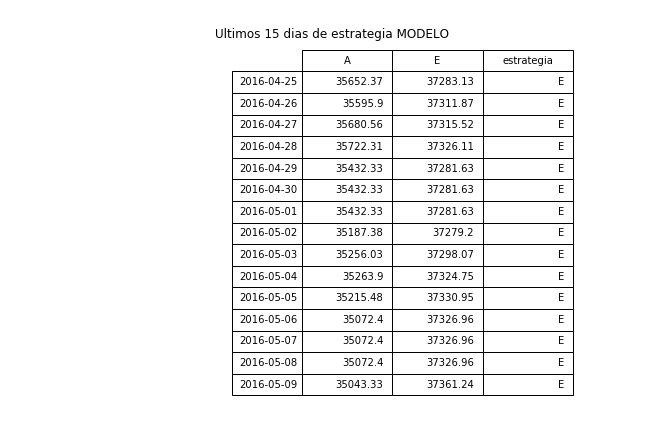 Ultimos 15 dias de estrategia MODELO
A E estrategia
2016-04-25 35652.37 37283.13 E
2016-04-26 35595.9 37311.87 E
2016-04-27 35680.56 37315.52 E
2016-04-28 35722.31 37326.11 E
2016-04-29 35432.33 37281.63 E
2016-04-30 35432.33 37281.63 E
2016-05-01 35432.33 37281.63 E
2016-05-02 35187.38 37279.2 E
2016-05-03 35256.03 37298.07 E
2016-05-04 35263.9 37324.75 E
2016-05-05 35215.48 37330.95 E
2016-05-06 35072.4 37326.96 E
2016-05-07 35072.4 37326.96 E
2016-05-08 35072.4 37326.96 E
2016-05-09 35043.33 37361.24 E